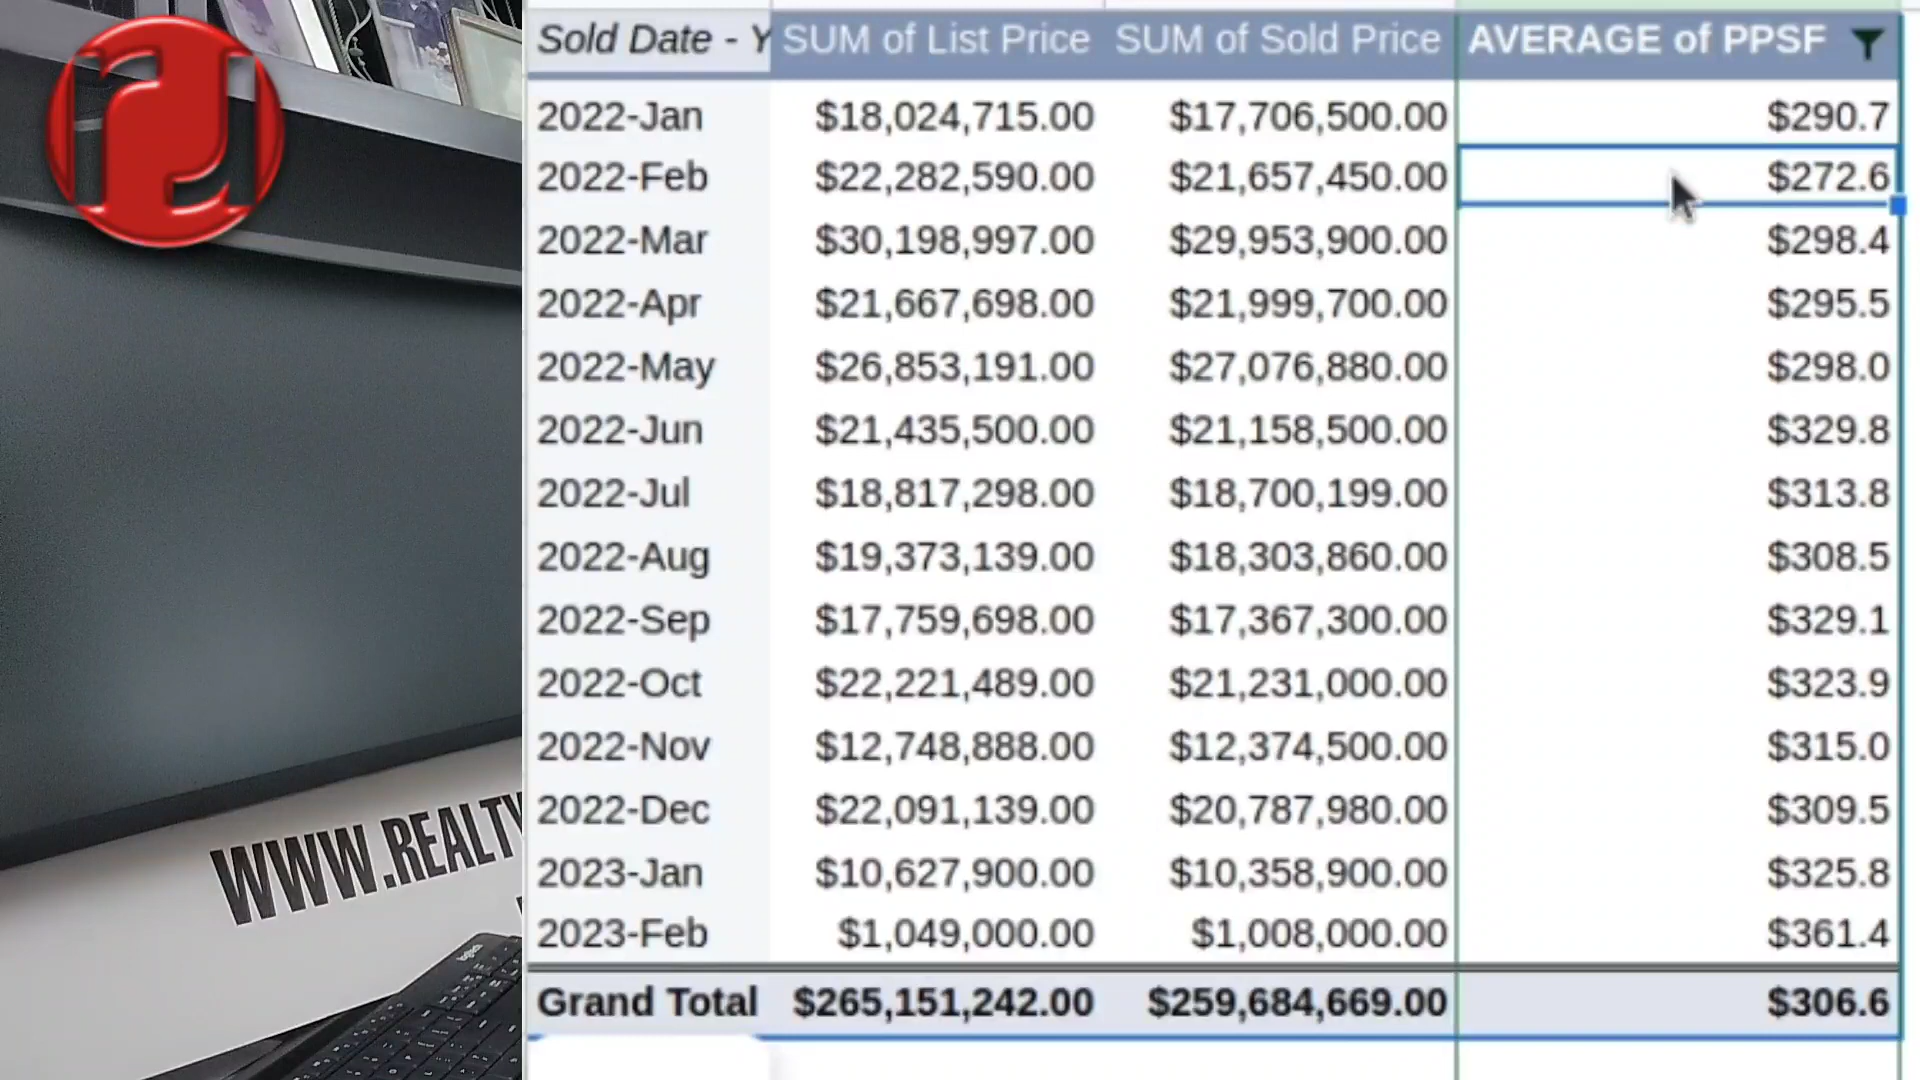 Sold Date - Y SUM of List Price SUM of Sold Price AVERAGE of PPSF
2022-Jan $18,024,715.00 $17,706,500.00 $290.7
2022-Feb $22,282,590.00 $21,657,450.00 $272.6
2022-Mar $30,198,997.00 $29,953,900.00 $298.4
2022-Apr $21,667,698.00 $21,999,700.00 $295.5
2022-May $26,853,191.00 $27,076,880.00 $298.0
2022-Jun $21,435,500.00 $21,158,500.00 $329.8
2022-Jul $18,817,298.00 $18,700,199.00 $313.8
2022-Aug $19,373,139.00 $18,303,860.00 $308.5
2022-Sep $17,759,698.00 $17,367,300.00 $329.1
2022-Oct $22,221,489.00 $21,231,000.00 $323.9
2022-Nov $12,748,888.00 $12,374,500.00 $315.0
2022-Dec $22,091,139.00 $20,787,980.00 $309.5
2023-Jan $10,627,900.00 $10,358,900.00 $325.8
2023-Feb $1,049,000.00 $1,008,000.00 $361.4
Grand Total $265,151,242.00 $259,684,669.00 $306.6
WWW.REALTY
logitech